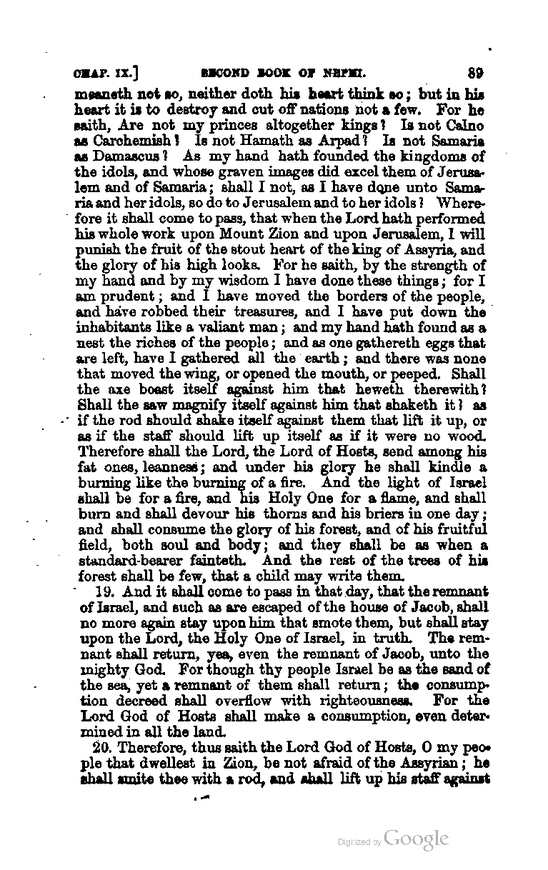 CHAP. IX.] SECOND BOOK OF NEPHI. 89
meaneth not so, neither doth his heart think so; but in his
heart it is to destroy and cut off nations not a few. For he
saith, Are not my princes altogether kings? Is not Calno
as Carchemish? Is not Hamath as Arpad? Is not Samaria
as Damascus? As my hand hath founded the kingdoms of
the idols, and whose graven images did excel them of Jerusa-
lem and of Samaria; shall I not, as I have done unto Sama-
ria and her idols, so do to Jerusalem and to her idols? Where-
fore it shall come to pass, that when the Lord hath performed
his whole work upon Mount Zion and upon Jerusalem, I will
punish the fruit of the stout heart of the king of Assyria, and
the glory of his high looks. For he saith, by the strength of
my hand and by my wisdom I have done these things; for I
am prudent; and I have moved the borders of the people,
and have robbed their treasures, and I have put down the
inhabitants like a valiant man; and my hand hath found as a
nest the riches of the people; and as one gathereth eggs that
are left, have I gathered all the earth; and there was none
that moved the wing, or opened the mouth, or peeped. Shall
the axe boast itself against him that heweth therewith?
Shall the saw magnify itself against him that shaketh it? as
if the rod should shake itself against them that lift it up, or
as if the staff should lift up itself as if it were no wood.
Therefore shall the Lord, the Lord of Hosts, send among his
fat ones, leanness; and under his glory he shall kindle a
burning like the burning of a fire. And the light of Israel
shall be for a fire, and his Holy One for a flame, and shall
burn and shall devour his thorns and his briers in one day;
and shall consume the glory of his forest, and of his fruitful
field, both soul and body; and they shall be as when a
standard-bearer fainteth. And the rest of the trees of his
forest shall be few, that a child may write them.
19. And it shall come to pass in that day, that the remnant
of Israel, and such as are escaped of the house of Jacob, shall
no more again stay upon him that smote them, but shall stay
upon the Lord, the Holy One of Israel, in truth. The rem-
nant shall return, yea, even the remnant of Jacob, unto the
mighty God. For though thy people Israel be as the sand of
the sea, yet a remnant of them shall return; the consump-
tion decreed shall overflow with righteousness. For the
Lord God of Hosts shall make a consumption, even deter-
mined in all the land.
20. Therefore, thus saith the Lord God of Hosts, O my peo-
ple that dwellest in Zion, be not afraid of the Assyrian; he
shall smite thee with a rod, and shall lift up his staff against
Digitized by Google